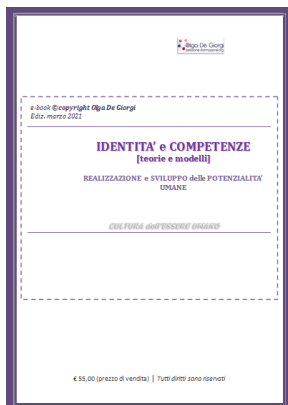 Olga De Giorgi
e-book ©copyright Olga De Giorgi
Ediz. marzo 2021
IDENTITA' e COMPETENZE
[teorie e modelli]
REALIZZAZIONE e SVILUPPO delle POTENZIALITA'
UMANE
CULTURA dell'ESSERE UMANO
€ 55,00 (prezzo di vendita) | Tutti diritti sono riservati